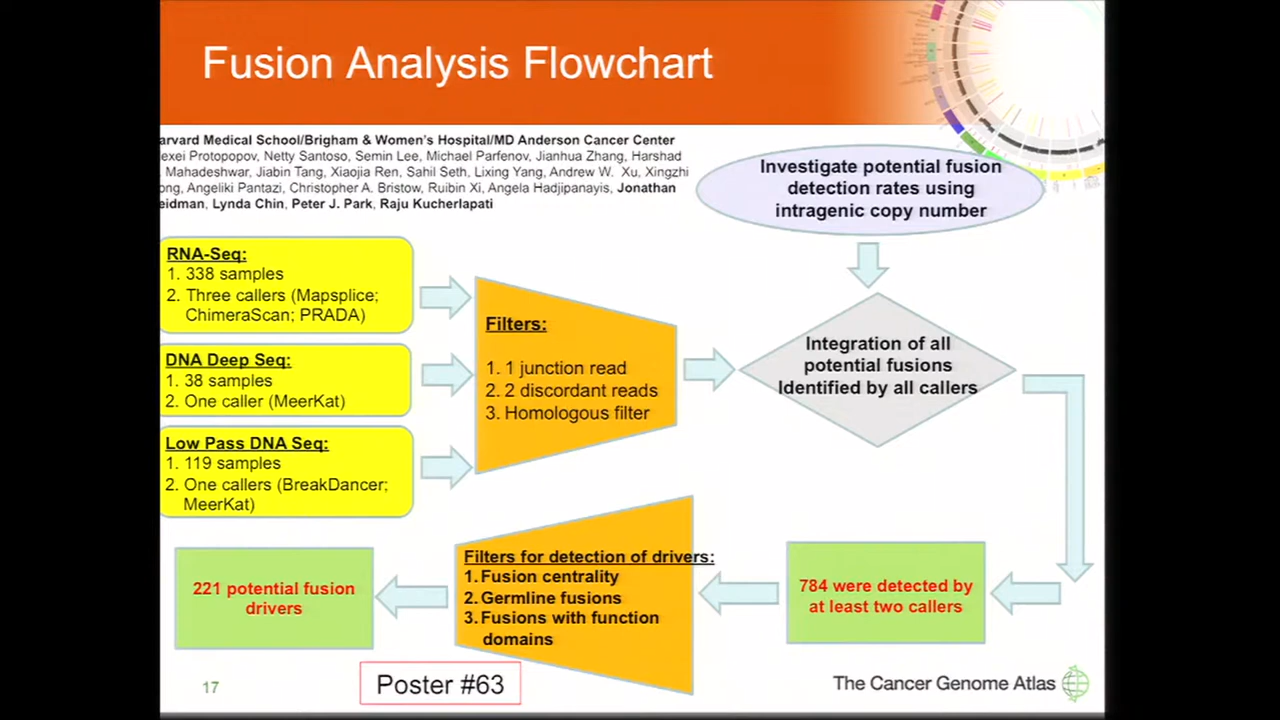 Fusion Analysis Flowchart
arvard Medical School/Brigham & Women's Hospital/MD Anderson Cancer Center
exei Protopopov, Netty Santoso, Semin Lee, Michael Parfenov, Jianhua Zhang, Harshad
Mahadeshwar, Jiabin Tang, Xiaojia Ren, Sahil Seth, Lixing Yang, Andrew W. Xu, Xingzhi
ong, Angeliki Pantazi, Christopher A. Bristow, Ruibin Xi, Angela Hadjipanayis, Jonathan
eidman, Lynda Chin, Peter J. Park, Raju Kucherlapati
Investigate potential fusion
detection rates using
intragenic copy number
RNA-Seq:
1. 338 samples
2. Three callers (Mapsplice;
ChimeraScan; PRADA)
DNA Deep Seq:
1. 38 samples
2. One caller (MeerKat)
Low Pass DNA Seq:
1. 119 samples
2. One callers (BreakDancer;
MeerKat)
Filters:
1. 1 junction read
2. 2 discordant reads
3. Homologous filter
Integration of all
potential fusions
Identified by all callers
784 were detected by
at least two callers
Filters for detection of drivers:
1. Fusion centrality
2. Germline fusions
3. Fusions with function
domains
221 potential fusion
drivers
17
Poster #63
The Cancer Genome Atlas